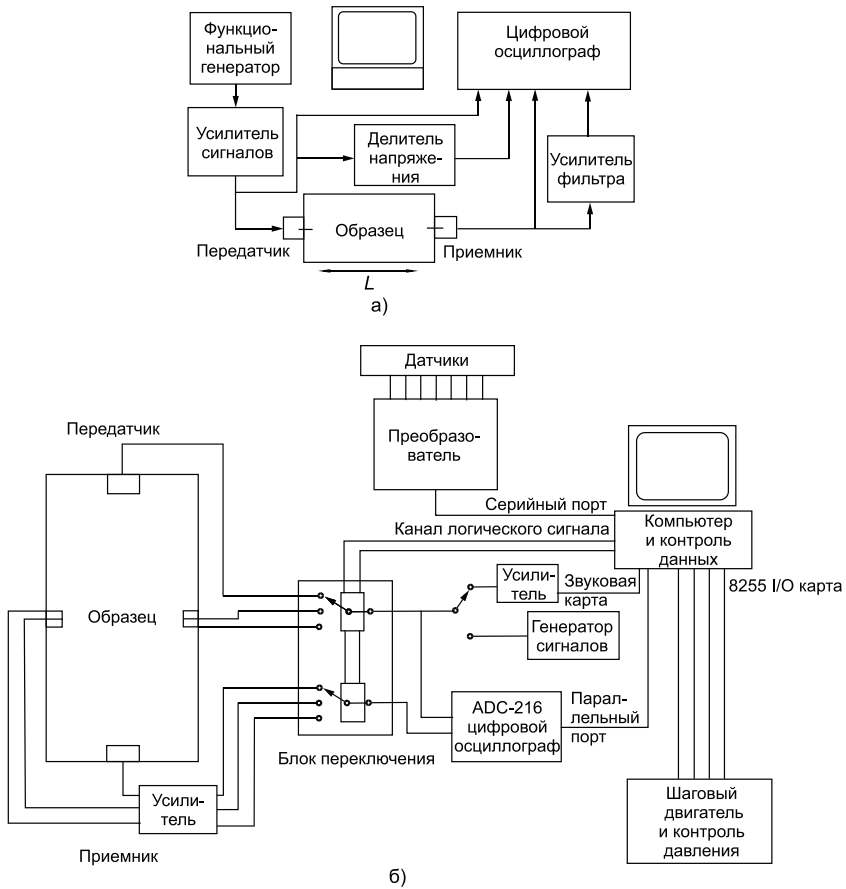 Функцио-
нальный
генератор
Цифровой
осциллограф
Усилитель
сигналов
Делитель
напряже-
ния
Усилитель
фильтра
Передатчик
Образец
Приемник
L
а)
Датчики
Передатчик
Преобразо-
ватель
Серийный порт
Канал логического сигнала
Компьютер
и контроль
данных
8255 I/O карта
Усили-
тель
Звуковая
карта
Образец
Генератор
сигналов
ADC-216
цифровой
осциллограф
Парал-
лельный
порт
Блок переключения
Усили-
тель
Шаговый
двигатель
и контроль
давления
Приемник
б)